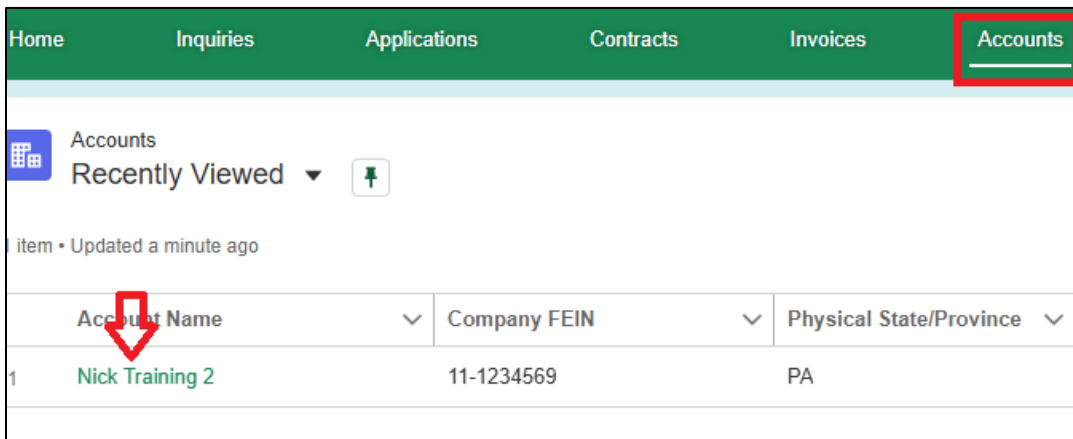 Home Inquiries Applications Contracts Invoices Accounts
Accounts
Recently Viewed
item • Updated a minute ago
Account Name Company FEIN Physical State/Province
1 Nick Training 2 11-1234569 PA